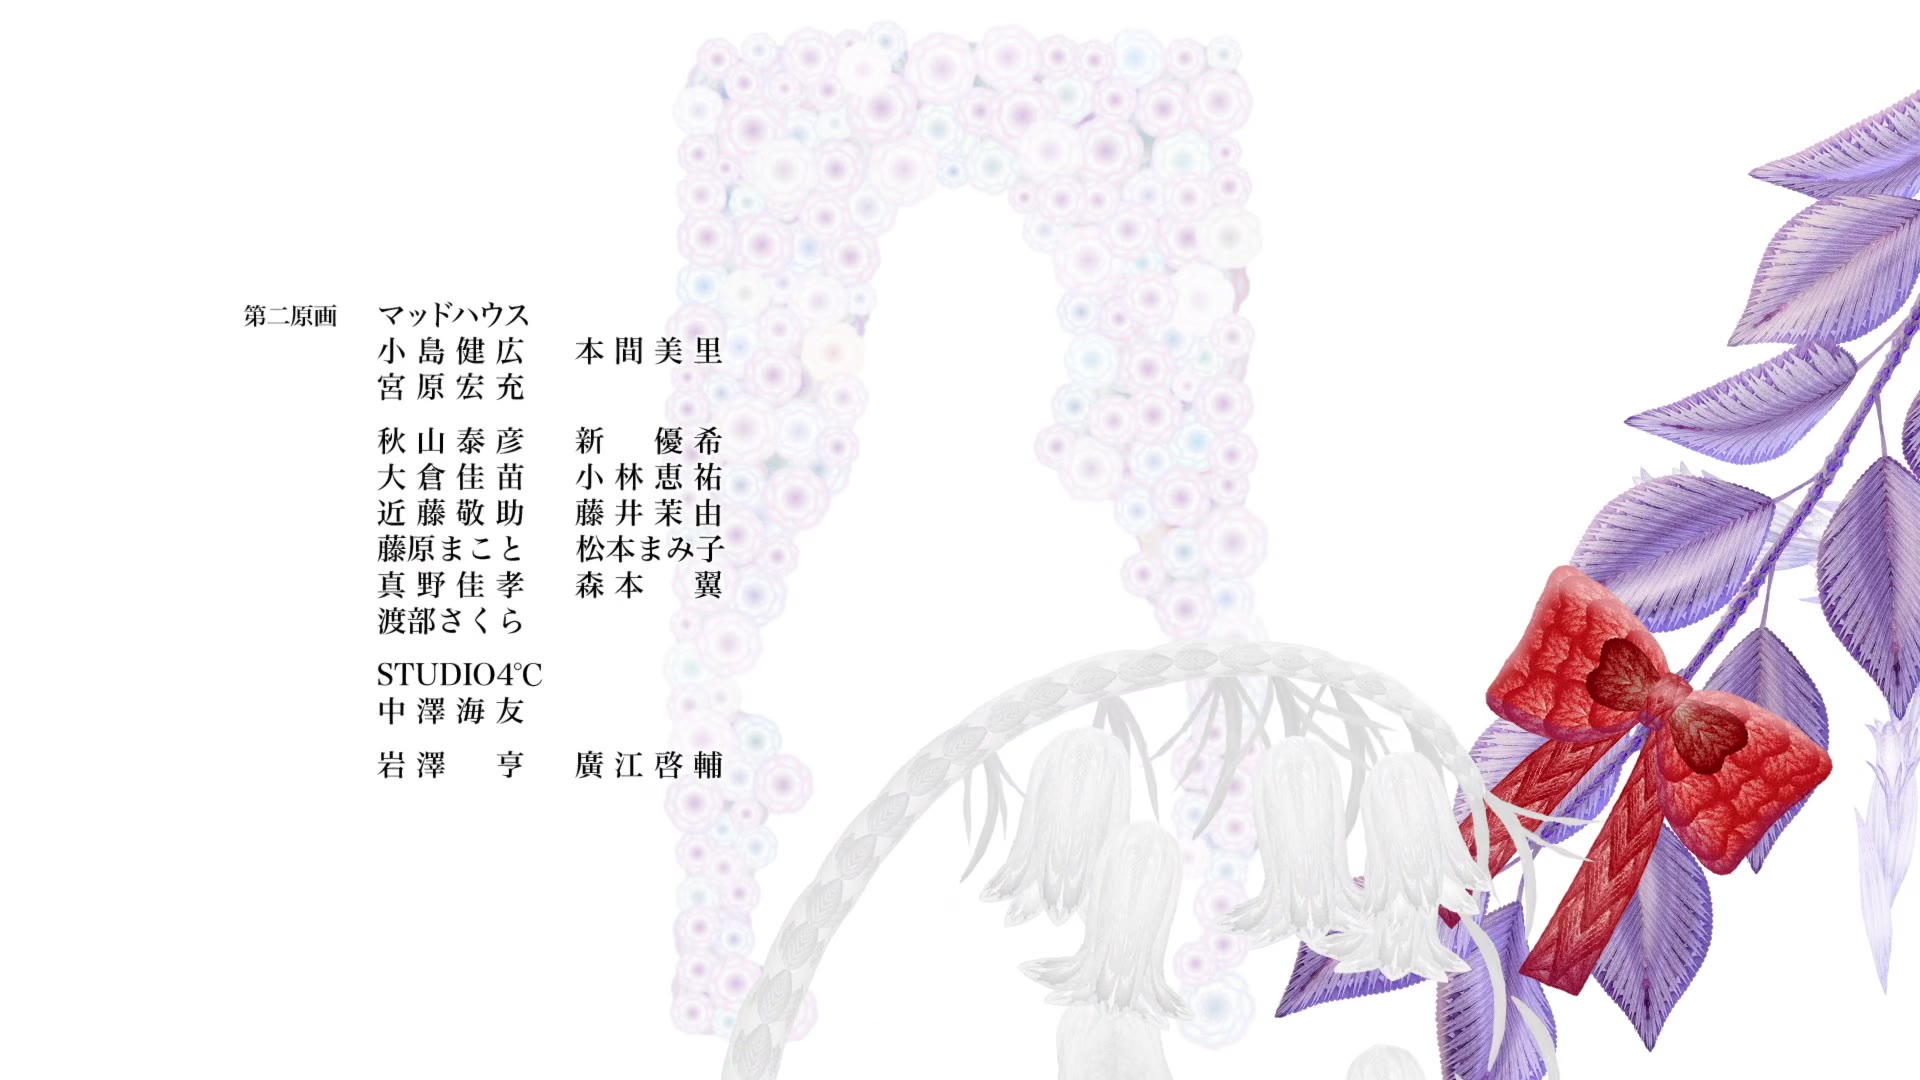 第二原画 マッドハウス
小島健広 本間美里
宮原宏充
秋山泰彦 新 優希
大倉佳苗 小林恵祐
近藤敬助 藤井茉由
藤原まこと 松本まみ子
真野佳孝 森本 翼
渡部さくら
STUDIO4℃
中澤海友
岩澤 亨 廣江啓輔